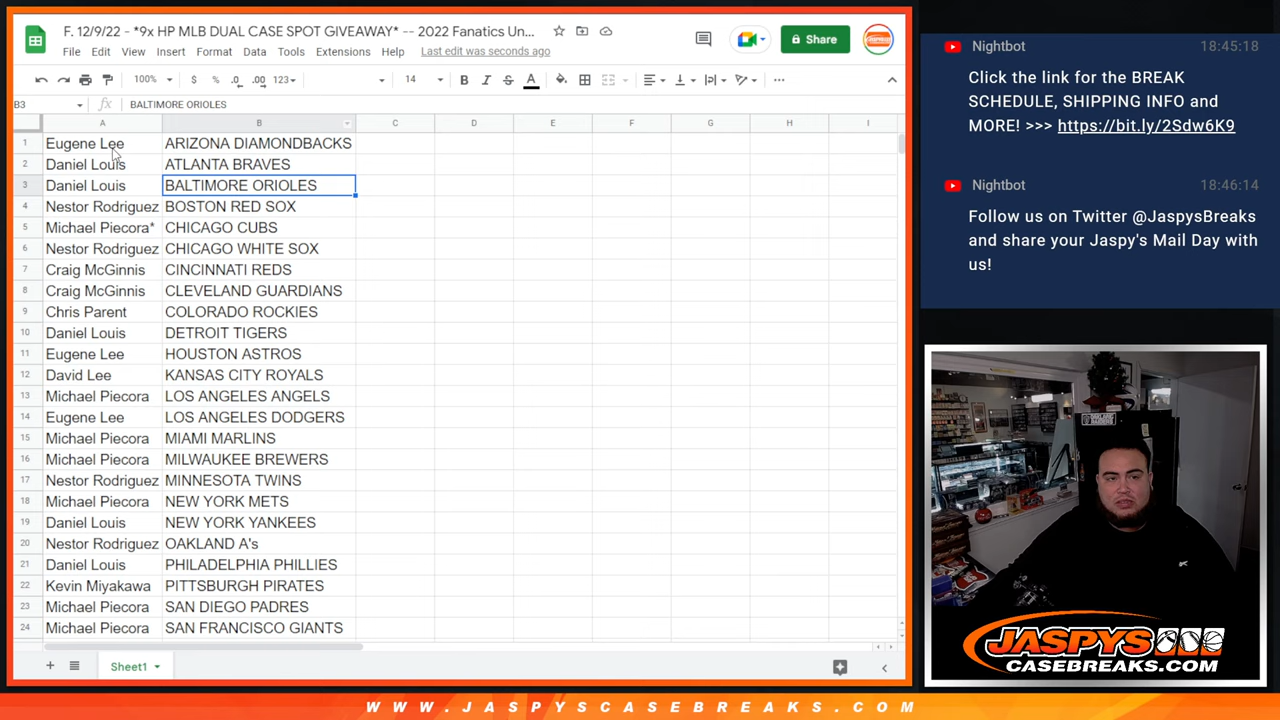 F. 12/9/22 - *9x HP MLB DUAL CASE SPOT GIVEAWAY* -- 2022 Fanatics Un...
File Edit View Insert Format Data Tools Extensions Help Last edit was seconds ago
Share
100% $ % .0 .00 123 14 B I S A
B3 fx BALTIMORE ORIOLES
A B C D E F G H I
1 Eugene Lee ARIZONA DIAMONDBACKS
2 Daniel Louis ATLANTA BRAVES
3 Daniel Louis BALTIMORE ORIOLES
4 Nestor Rodriguez BOSTON RED SOX
5 Michael Piecora* CHICAGO CUBS
6 Nestor Rodriguez CHICAGO WHITE SOX
7 Craig McGinnis CINCINNATI REDS
8 Craig McGinnis CLEVELAND GUARDIANS
9 Chris Parent COLORADO ROCKIES
10 Daniel Louis DETROIT TIGERS
11 Eugene Lee HOUSTON ASTROS
12 David Lee KANSAS CITY ROYALS
13 Michael Piecora LOS ANGELES ANGELS
14 Eugene Lee LOS ANGELES DODGERS
15 Michael Piecora MIAMI MARLINS
16 Michael Piecora MILWAUKEE BREWERS
17 Nestor Rodriguez MINNESOTA TWINS
18 Michael Piecora NEW YORK METS
19 Daniel Louis NEW YORK YANKEES
20 Nestor Rodriguez OAKLAND A's
21 Daniel Louis PHILADELPHIA PHILLIES
22 Kevin Miyakawa PITTSBURGH PIRATES
23 Michael Piecora SAN DIEGO PADRES
24 Michael Piecora SAN FRANCISCO GIANTS
Sheet1
Nightbot 18:45:18
Click the link for the BREAK
SCHEDULE, SHIPPING INFO and
MORE! >>> https://bit.ly/2Sdw6K9
Nightbot 18:46:14
Follow us on Twitter @JaspysBreaks
and share your Jaspy's Mail Day with
us!
JASPYS
CASEBREAKS.COM
WWW.JASPYSCASEBREAKS.COM